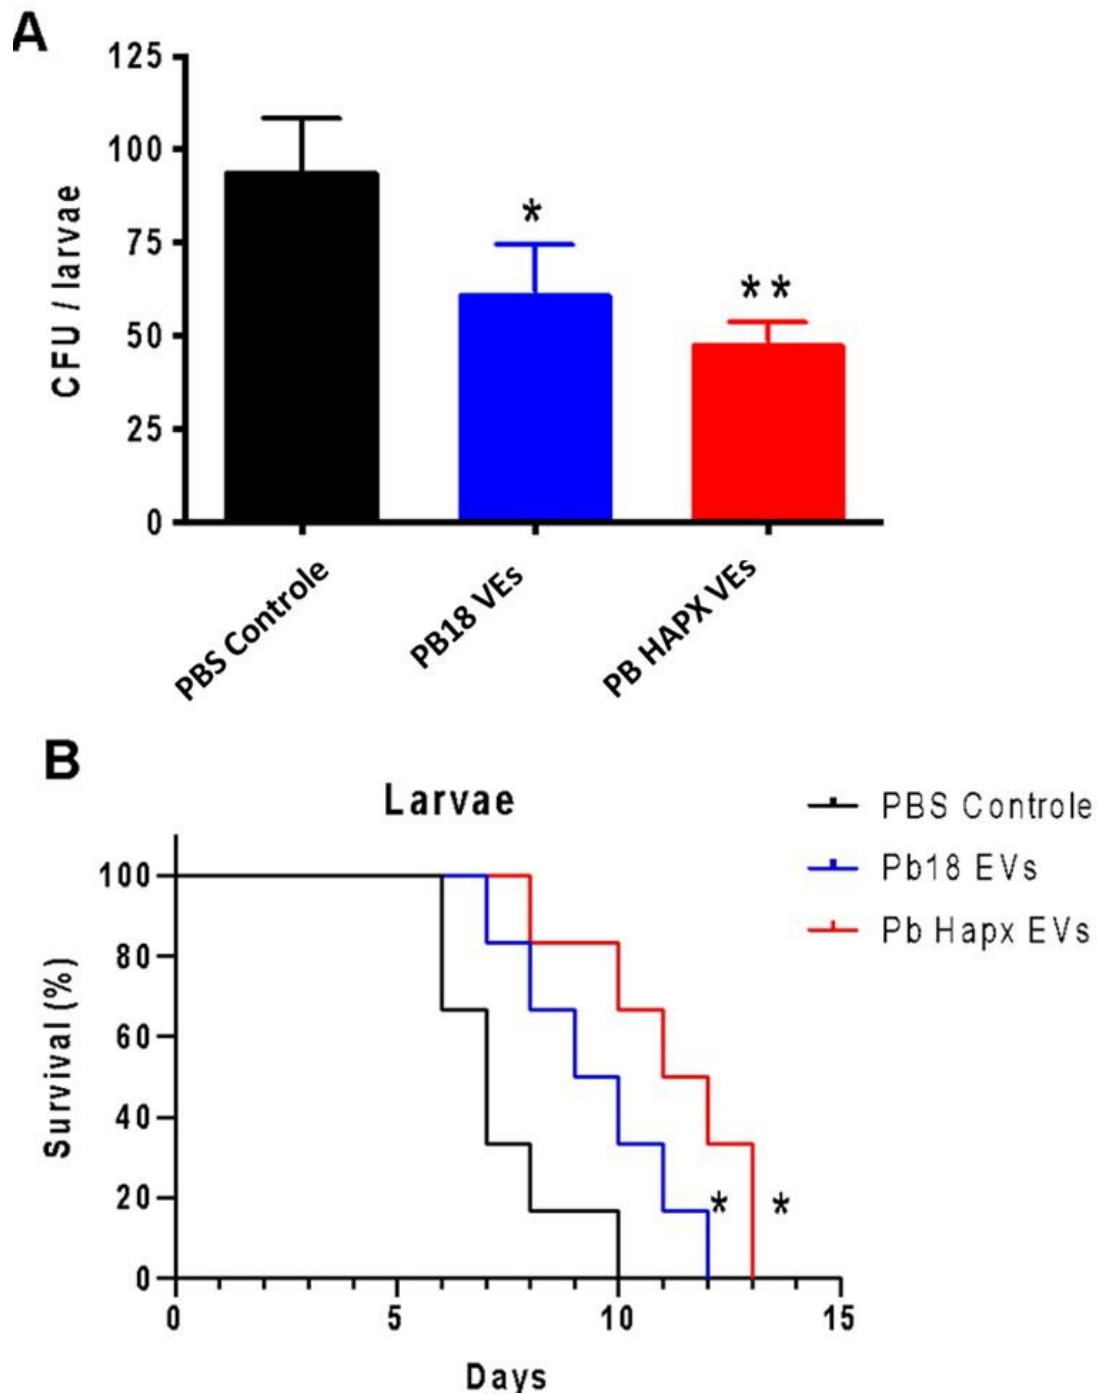 A
125
100
75
50
25
0
CFU / larvae
*
**
PBS Controle
PB18 VEs
PB HAPX VEs
B
Larvae
PBS Controle
Pb18 EVs
Pb Hapx EVs
100
80
60
40
20
0
Survival (%)
* *
0 5 10 15
Days